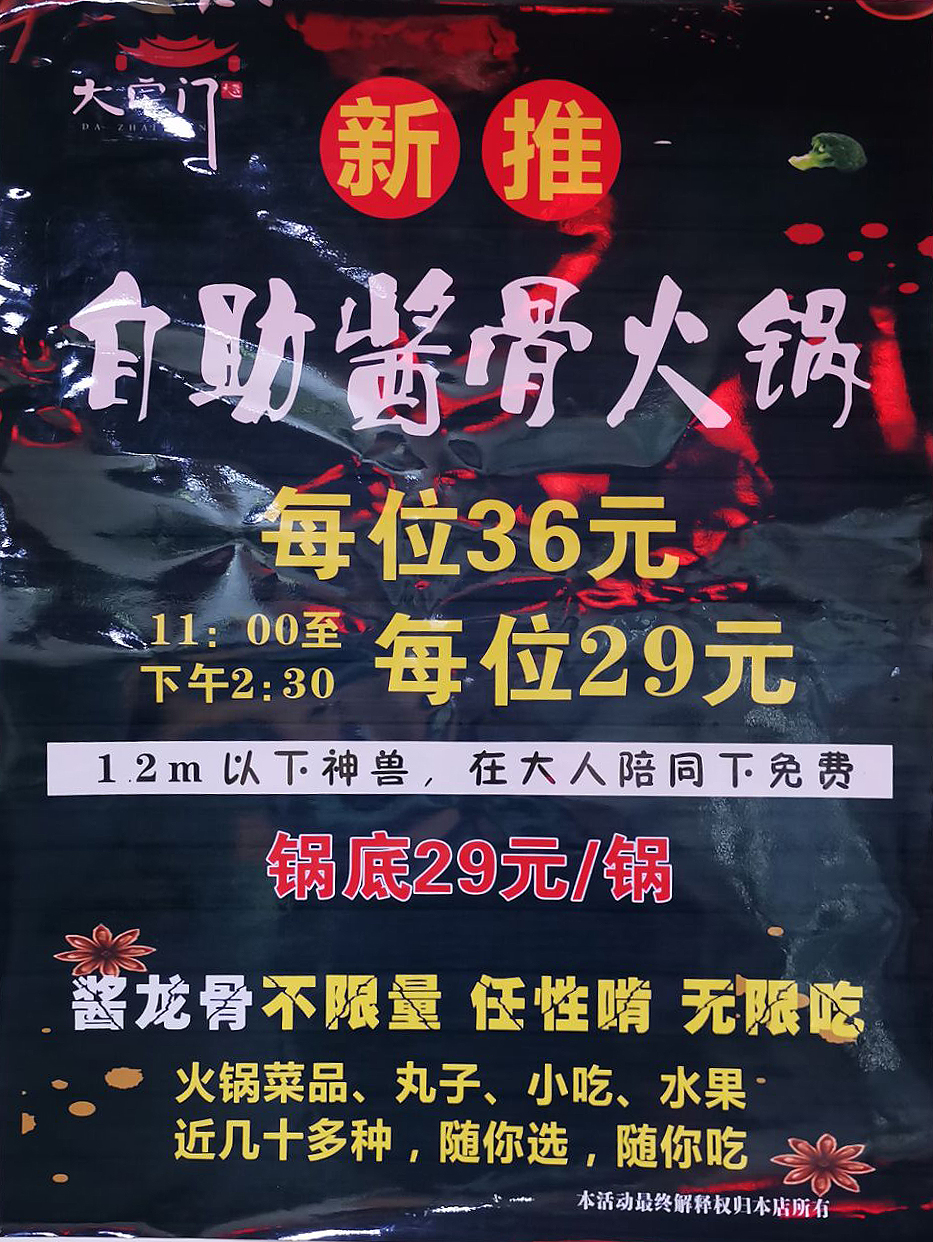 大宅门
新推
自助酱骨火锅
每位36元
11：00至
下午2:30
每位29元
1.2m以下神兽，在大人陪同下免费
锅底29元/锅
酱龙骨不限量 任性啃 无限吃
火锅菜品、丸子、小吃、水果
近几十多种，随你选，随你吃
本活动最终解释权归本店所有